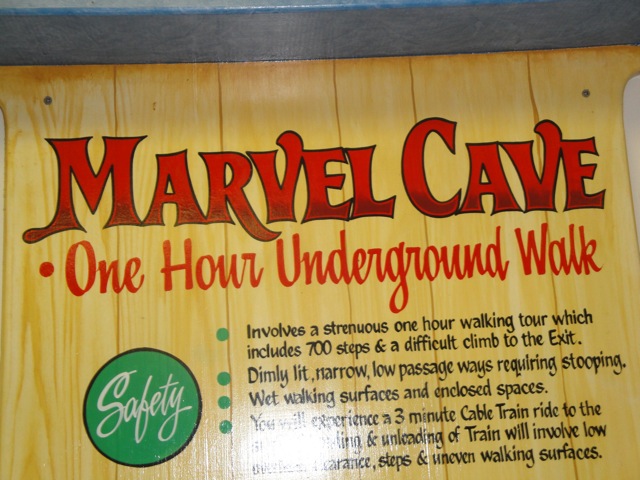 MARVEL CAVE
• One Hour Underground Walk
Safety
• Involves a strenuous one hour walking tour which
includes 700 steps & a difficult climb to the Exit.
• Dimly lit, narrow, low passage ways requiring stooping.
• Wet walking surfaces and enclosed spaces.
• You will experience a 3 minute Cable Train ride to the
& unloading of Train will involve low
steps & uneven walking surfaces.